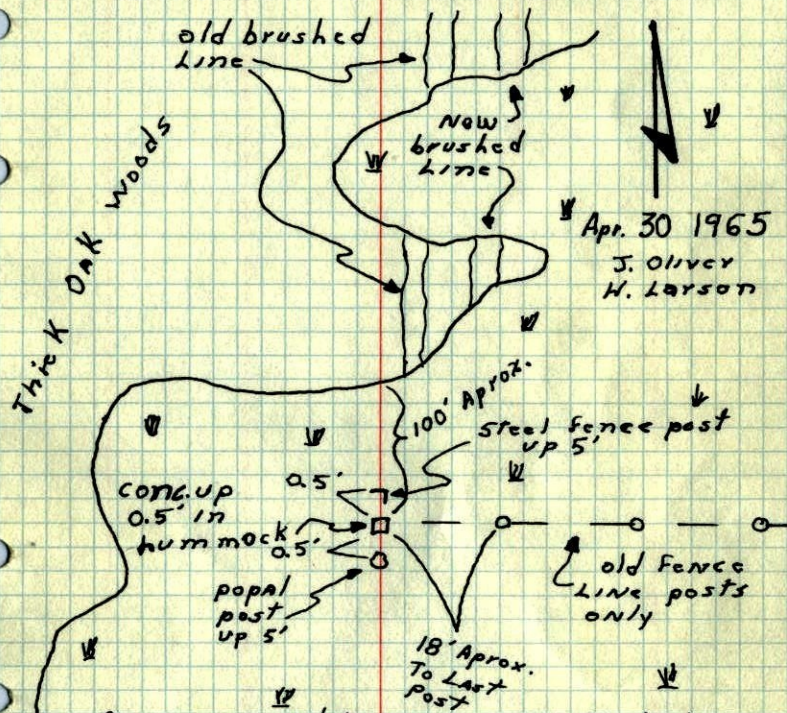 old brushed
Line
New
brushed
Line
Thick Oak Woods
Apr. 30 1965
J. Oliver
W. Larson
100' Aprox.
Steel fence post
up 5'
0.5'
Conc. up
0.5' in
hummock
0.5'
popal
post
up 5'
old Fence
Line posts
only
18' Aprox.
To Last
post